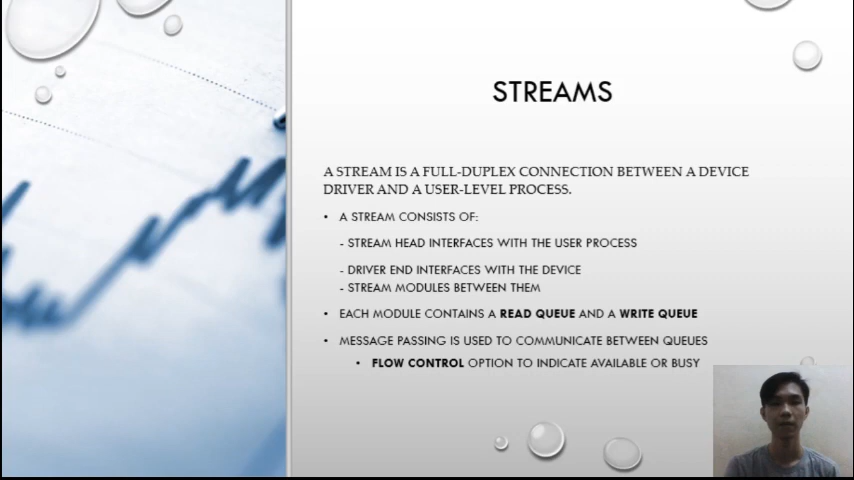 STREAMS
A STREAM IS A FULL-DUPLEX CONNECTION BETWEEN A DEVICE
DRIVER AND A USER-LEVEL PROCESS.
• A STREAM CONSISTS OF:
- STREAM HEAD INTERFACES WITH THE USER PROCESS
- DRIVER END INTERFACES WITH THE DEVICE
- STREAM MODULES BETWEEN THEM
• EACH MODULE CONTAINS A READ QUEUE AND A WRITE QUEUE
• MESSAGE PASSING IS USED TO COMMUNICATE BETWEEN QUEUES
• FLOW CONTROL OPTION TO INDICATE AVAILABLE OR BUSY